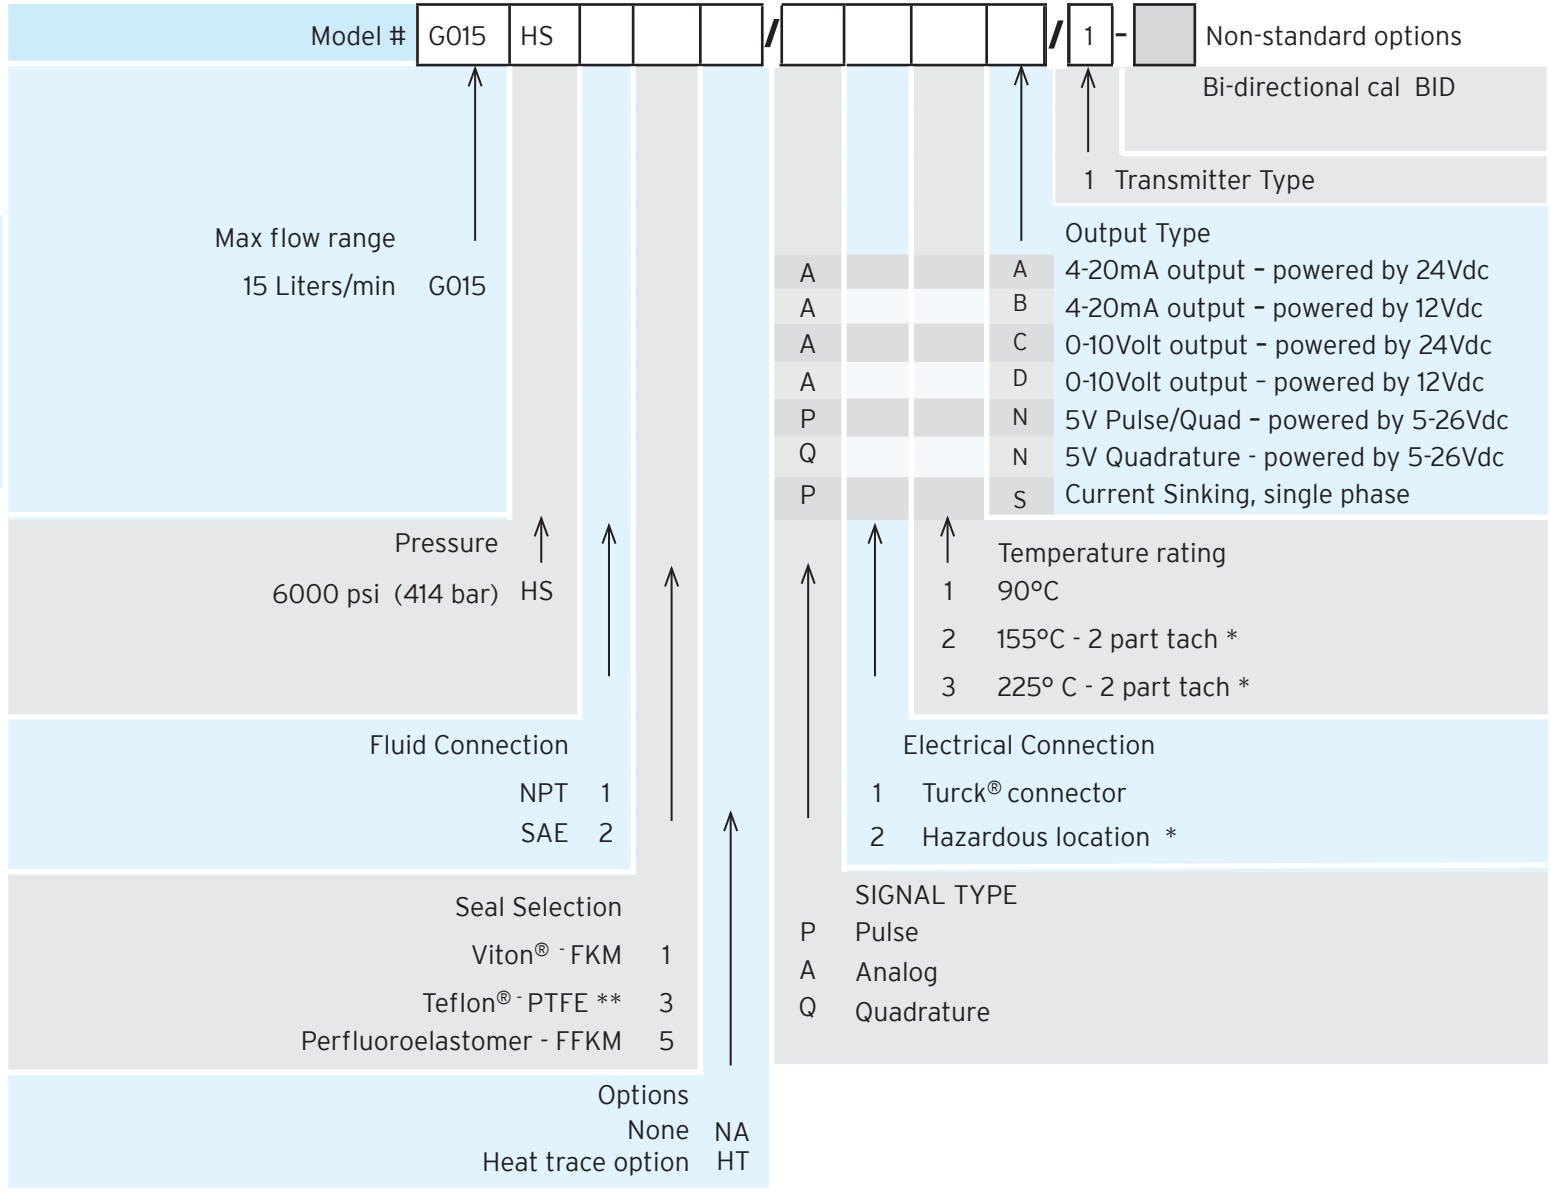 Model # G015 HS / / 1 - Non-standard options
Bi-directional cal BID
1 Transmitter Type
Max flow range
15 Liters/min G015
Output Type
A A 4-20mA output – powered by 24Vdc
A B 4-20mA output – powered by 12Vdc
A C 0-10Volt output – powered by 24Vdc
A D 0-10Volt output – powered by 12Vdc
P N 5V Pulse/Quad – powered by 5-26Vdc
Q N 5V Quadrature - powered by 5-26Vdc
P S Current Sinking, single phase
Pressure
6000 psi (414 bar) HS
Temperature rating
1 90°C
2 155°C - 2 part tach *
3 225° C - 2 part tach *
Fluid Connection
NPT 1
SAE 2
Electrical Connection
1 Turck® connector
2 Hazardous location *
Seal Selection
Viton® - FKM 1
Teflon® - PTFE ** 3
Perfluoroelastomer - FFKM 5
SIGNAL TYPE
P Pulse
A Analog
Q Quadrature
Options
None NA
Heat trace option HT